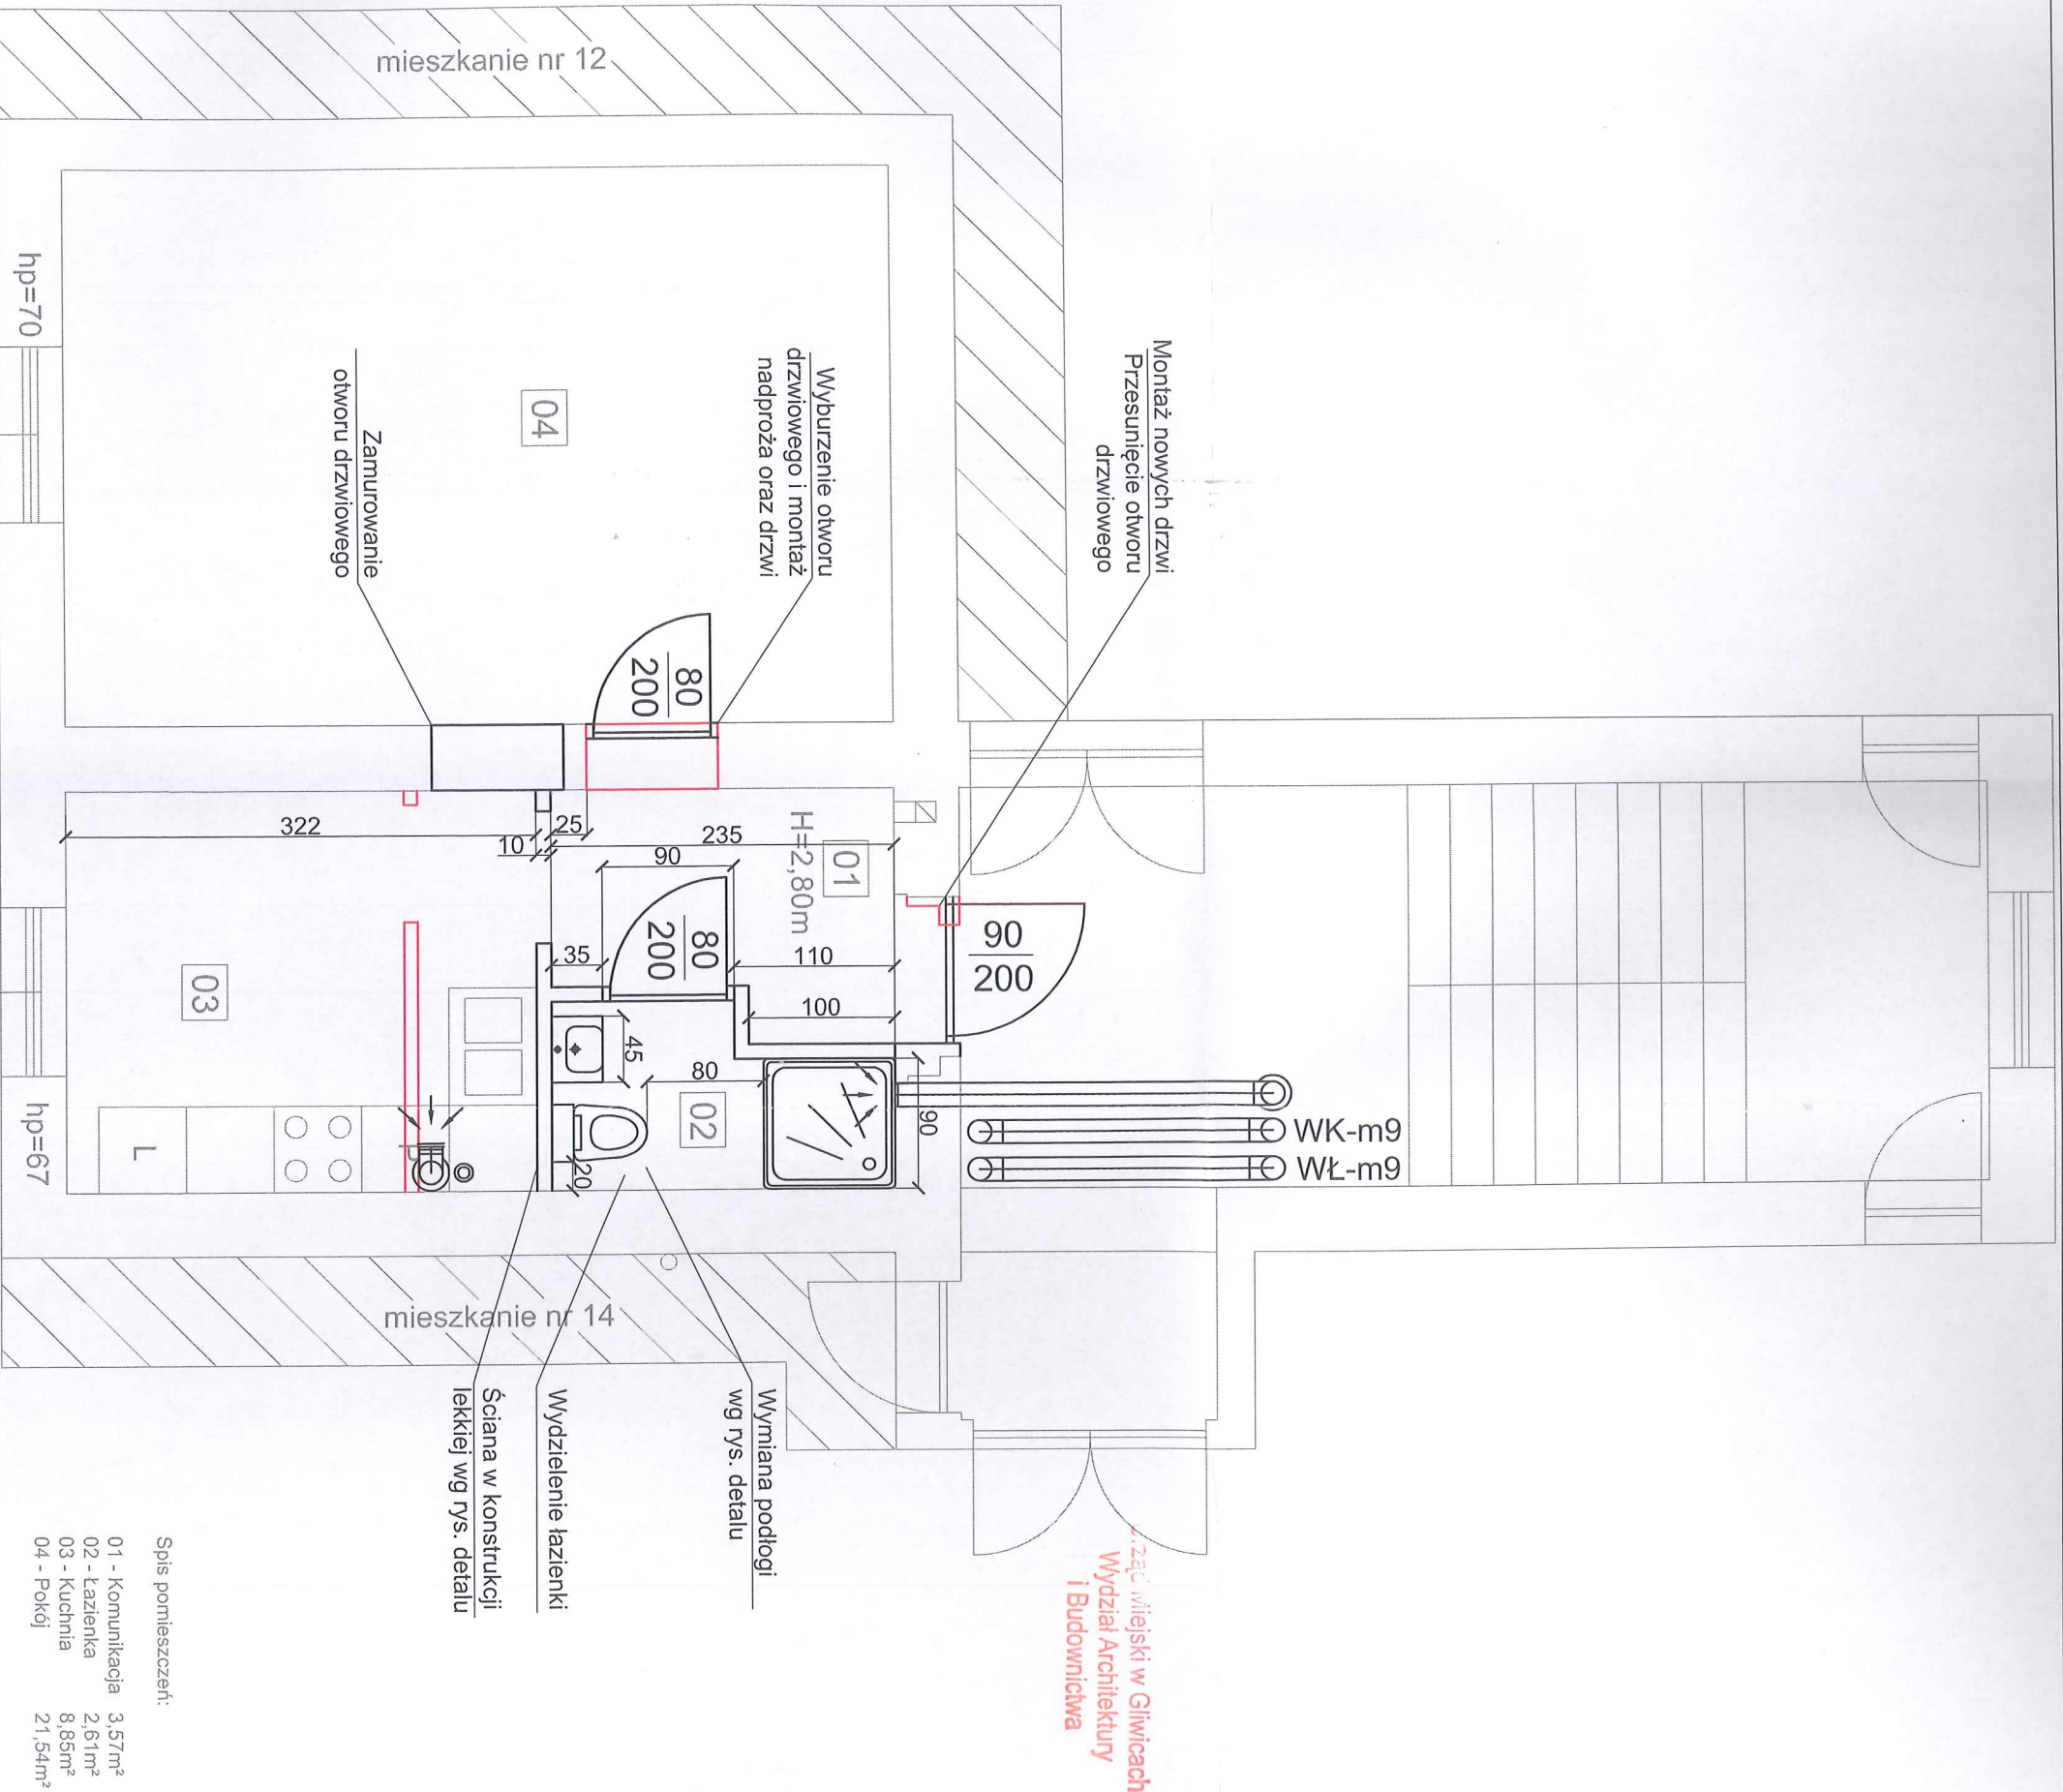 mieszkanie nr 12
hp=70
04
Zamurowanie
otworu drzwiowego
Wyburzenie otworu
drzwiowego i montaż
nadproża oraz drzwi
Montaż nowych drzwi
Przesunięcie otworu
drzwiowego
80
200
322
10
25
235
90
H=2,80m
01
35
80
200
110
100
90
200
03
45
80
02
90
20
L
hp=67
WK-m9
WŁ-m9
mieszkanie nr 14
Wymiana podłogi
wg rys. detalu
Wydzielenie łazienki
Ściana w konstrukcji
lekkiej wg rys. detalu
Miejski w Gliwicach
Wydział Architektury
i Budownictwa
Spis pomieszczeń:
01 - Komunikacja 3,57m²
02 - Łazienka 2,61m²
03 - Kuchnia 8,85m²
04 - Pokój 21,54m²